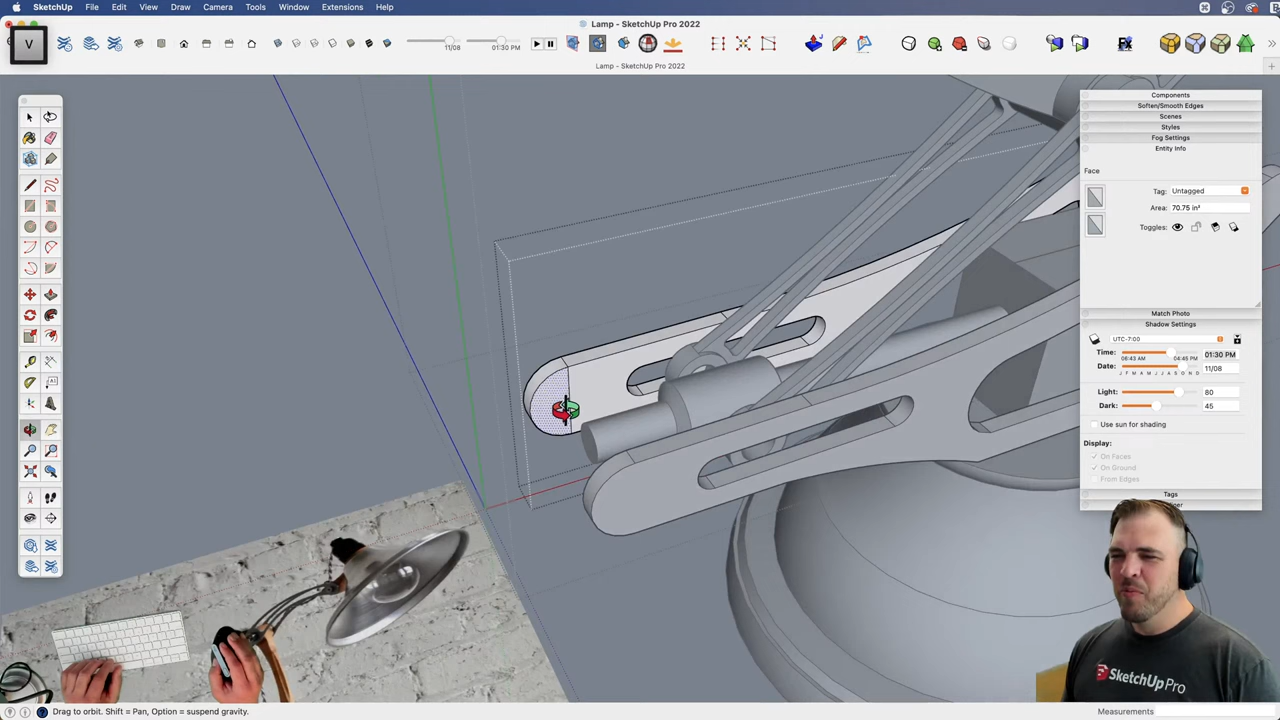 SketchUp File Edit View Draw Camera Tools Window Extensions Help
Lamp - SketchUp Pro 2022
V
11/08
01:30 PM
Lamp - SketchUp Pro 2022
Components
Soften/Smooth Edges
Scenes
Styles
Fog Settings
Entity Info
Face
Tag: Untagged
Area: 70.75 in²
Toggles:
Match Photo
Shadow Settings
UTC-7:00
Time: 01:30 PM
06:43 AM 04:45 PM
Date: 11/08
J F M A M J J A S O N D
Light: 80
Dark: 45
Use sun for shading
Display:
On Faces
On Ground
From Edges
Tags
SketchUp Pro
Drag to orbit. Shift = Pan, Option = suspend gravity.
Measurements